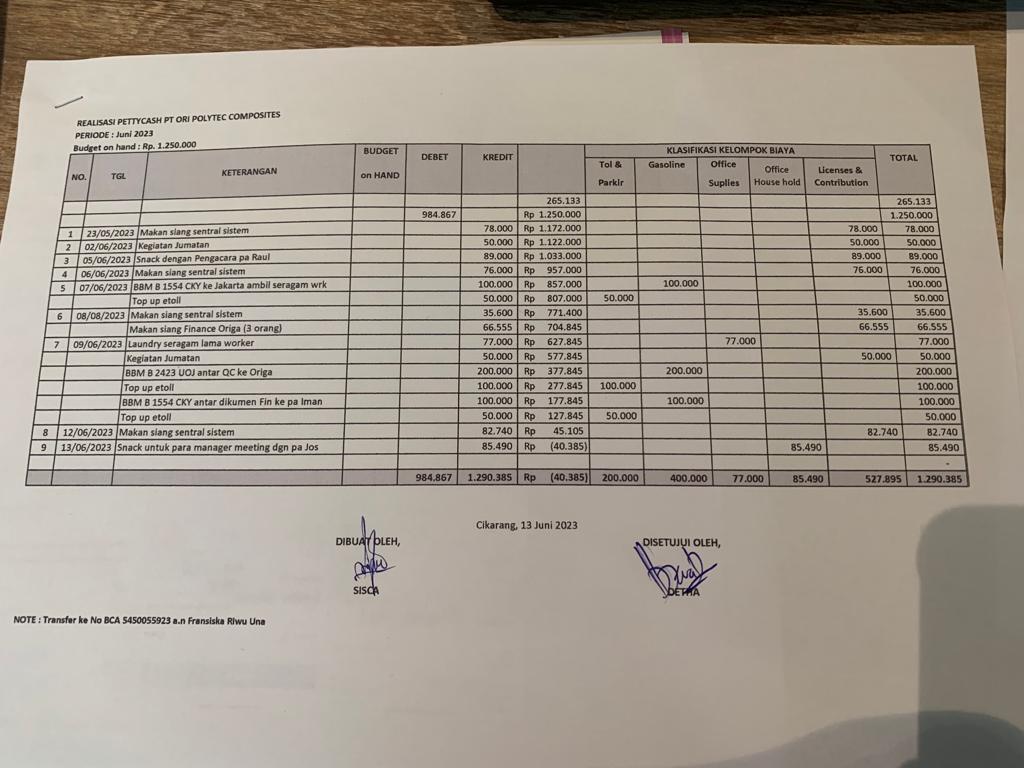 REALISASI PETTYCASH PT ORI POLYTEC COMPOSITES
PERIODE : Juni 2023
Budget on hand : Rp. 1.250.000
NO. TGL KETERANGAN BUDGET on HAND DEBET KREDIT KLASIFIKASI KELOMPOK BIAYA TOTAL
Tol & Parkir Gasoline Office Suplies Office House hold Licenses & Contribution
265.133 265.133
984.867 Rp 1.250.000 1.250.000
1 23/05/2023 Makan siang sentral sistem 78.000 Rp 1.172.000 78.000 78.000
2 02/06/2023 Kegiatan Jumatan 50.000 Rp 1.122.000 50.000 50.000
3 05/06/2023 Snack dengan Pengacara pa Raul 89.000 Rp 1.033.000 89.000 89.000
4 06/06/2023 Makan siang sentral sistem 76.000 Rp 957.000 76.000 76.000
5 07/06/2023 BBM B 1554 CKY ke Jakarta ambil seragam wrk 100.000 Rp 857.000 100.000 100.000
Top up etoll 50.000 Rp 807.000 50.000 50.000
6 08/08/2023 Makan siang sentral sistem 35.600 Rp 771.400 35.600 35.600
Makan siang Finance Origa (3 orang) 66.555 Rp 704.845 66.555 66.555
7 09/06/2023 Laundry seragam lama worker 77.000 Rp 627.845 77.000 77.000
Kegiatan Jumatan 50.000 Rp 577.845 50.000 50.000
BBM B 2423 UOJ antar QC ke Origa 200.000 Rp 377.845 200.000 200.000
Top up etoll 100.000 Rp 277.845 100.000 100.000
BBM B 1554 CKY antar dikumen Fin ke pa Iman 100.000 Rp 177.845 100.000 100.000
Top up etoll 50.000 Rp 127.845 50.000 50.000
8 12/06/2023 Makan siang sentral sistem 82.740 Rp 45.105 82.740 82.740
9 13/06/2023 Snack untuk para manager meeting dgn pa Jos 85.490 Rp (40.385) 85.490 85.490
-
984.867 1.290.385 Rp (40.385) 200.000 400.000 77.000 85.490 527.895 1.290.385
Cikarang, 13 Juni 2023
DIBUAT OLEH, DISETUJUI OLEH,
SISCA DETHA
NOTE : Transfer ke No BCA 5450055923 a.n Fransiska Riwu Una